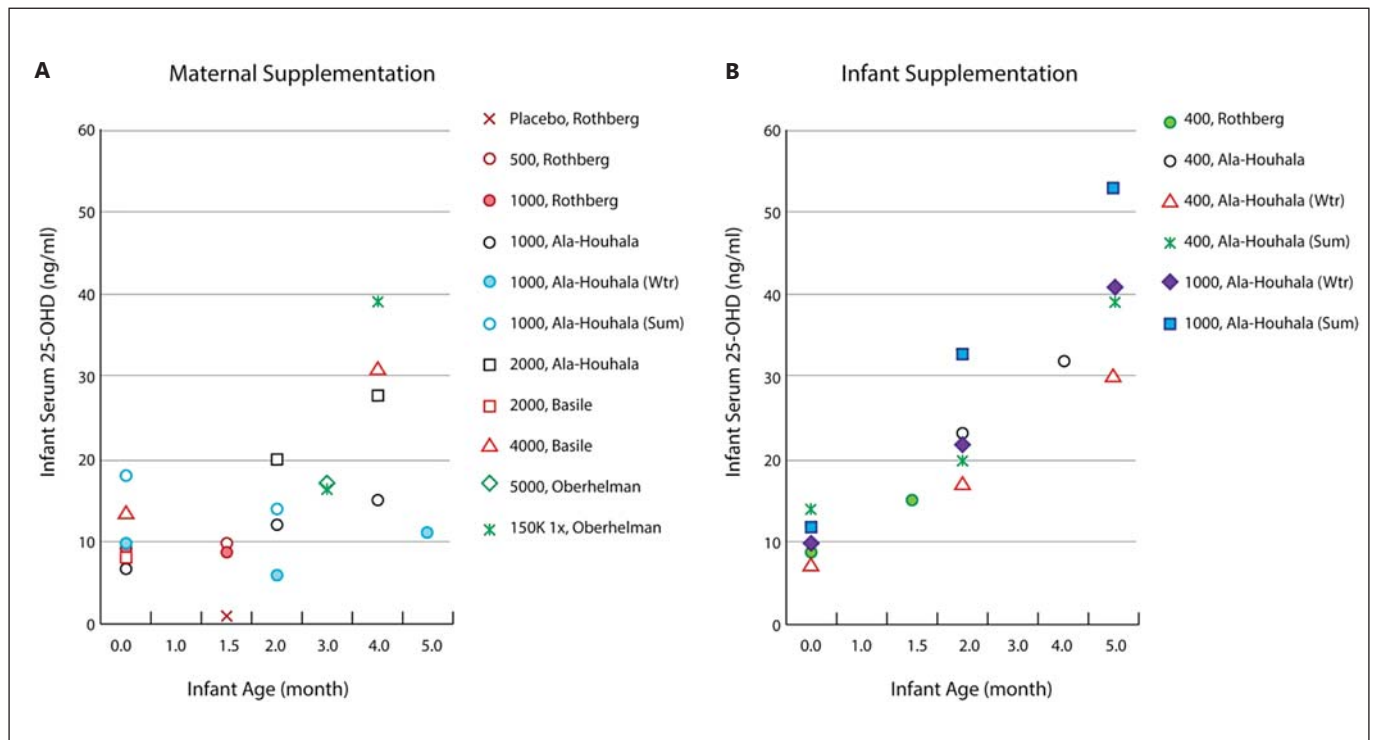 A
Maternal Supplementation
Infant Serum 25-OHD (ng/ml)
60
50
40
30
20
10
0
0.0 1.0 1.5 2.0 3.0 4.0 5.0
Infant Age (month)
Placebo, Rothberg
500, Rothberg
1000, Rothberg
1000, Ala-Houhala
1000, Ala-Houhala (Wtr)
1000, Ala-Houhala (Sum)
2000, Ala-Houhala
2000, Basile
4000, Basile
5000, Oberhelman
150K 1x, Oberhelman
B
Infant Supplementation
Infant Serum 25-OHD (ng/ml)
60
50
40
30
20
10
0
0.0 1.0 1.5 2.0 3.0 4.0 5.0
Infant Age (month)
400, Rothberg
400, Ala-Houhala
400, Ala-Houhala (Wtr)
400, Ala-Houhala (Sum)
1000, Ala-Houhala (Wtr)
1000, Ala-Houhala (Sum)